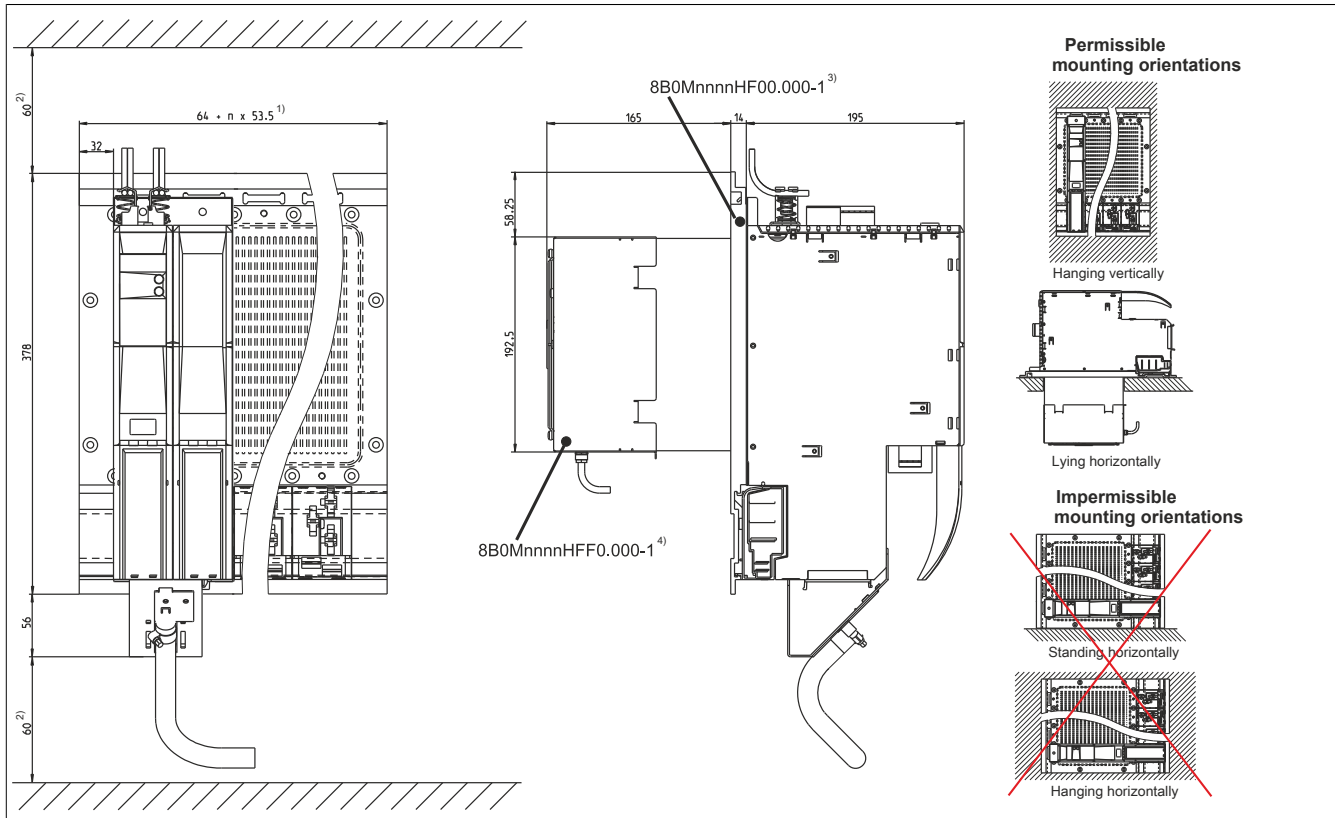 60 2)
64 + n x 53.5 1)
32
378
56
60 2)
8B0MnnnnHF00.000-1 3)
165
14
195
58.25
192.5
8B0MnnnnHFF0.000-1 4)
Permissible
mounting orientations
Hanging vertically
Lying horizontally
Impermissible
mounting orientations
Standing horizontally
Hanging horizontally